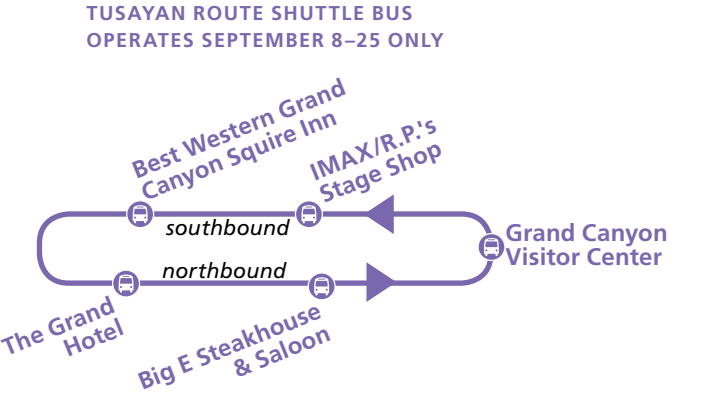 TUSAYAN ROUTE SHUTTLE BUS
OPERATES SEPTEMBER 8–25 ONLY
Best Western Grand
Canyon Squire Inn
IMAX/R.P.'s
Stage Shop
southbound
Grand Canyon
Visitor Center
northbound
The Grand
Hotel
Big E Steakhouse
& Saloon